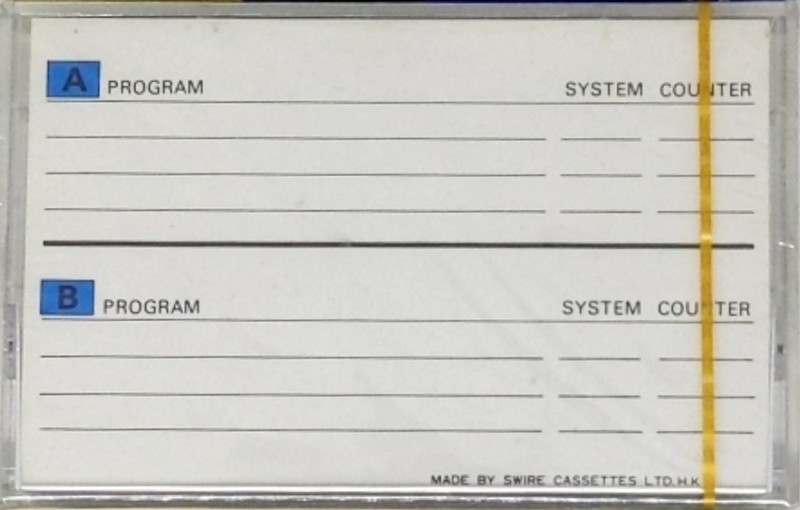 A PROGRAM SYSTEM COUNTER
B PROGRAM SYSTEM COUNTER
MADE BY SWIRE CASSETTES LTD.H.K